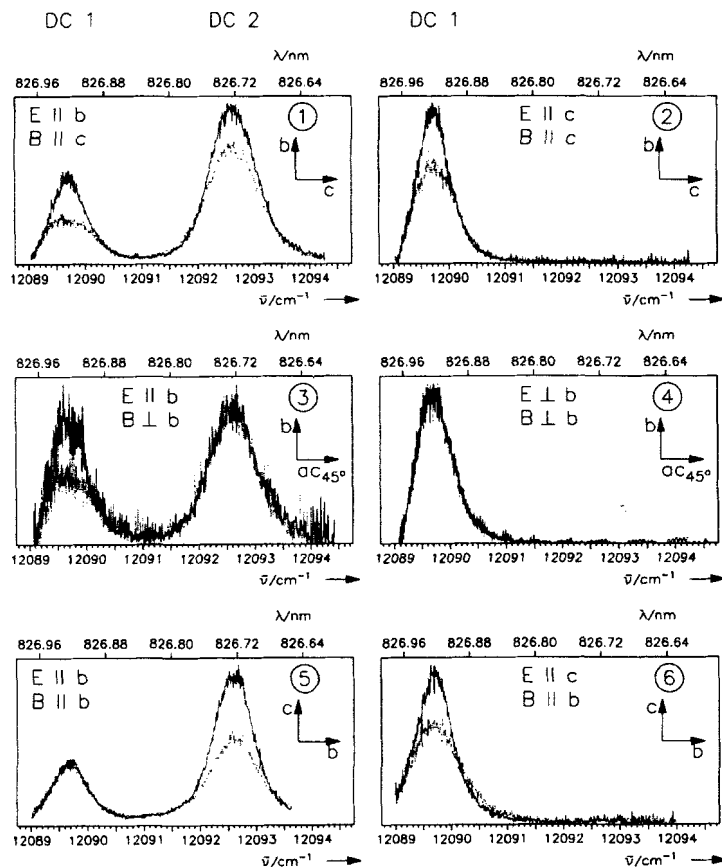 DC 1 DC 2 DC 1
λ/nm λ/nm
826.96 826.88 826.80 826.72 826.64 826.96 826.88 826.80 826.72 826.64
E || b
B || c
①
b
c
E || c
B || c
②
b
c
12089 12090 12091 12092 12093 12094 12089 12090 12091 12092 12093 12094
ν̃/cm⁻¹ ν̃/cm⁻¹
λ/nm λ/nm
826.96 826.88 826.80 826.72 826.64 826.96 826.88 826.80 826.72 826.64
E || b
B ⊥ b
③
b
ac45°
E ⊥ b
B ⊥ b
④
b
ac45°
12089 12090 12091 12092 12093 12094 12089 12090 12091 12092 12093 12094
ν̃/cm⁻¹ ν̃/cm⁻¹
λ/nm λ/nm
826.96 826.88 826.80 826.72 826.64 826.96 826.88 826.80 826.72 826.64
E || b
B || b
⑤
c
b
E || c
B || b
⑥
c
b
12089 12090 12091 12092 12093 12094 12089 12090 12091 12092 12093 12094
ν̃/cm⁻¹ ν̃/cm⁻¹